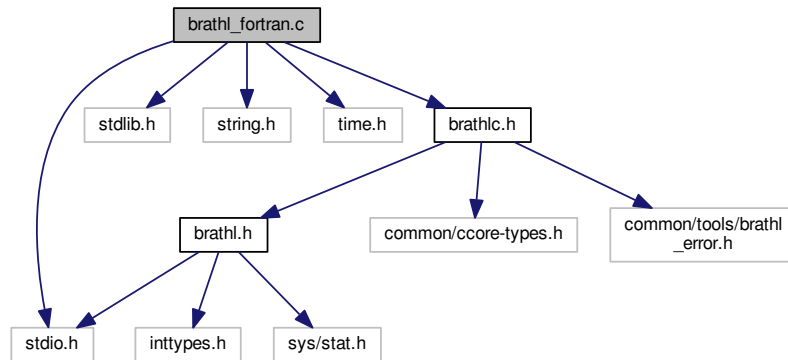 brathl_fortran.c
stdlib.h
string.h
time.h
brathlc.h
brathl.h
common/ccore-types.h
common/tools/brathl
_error.h
stdio.h
inttypes.h
sys/stat.h